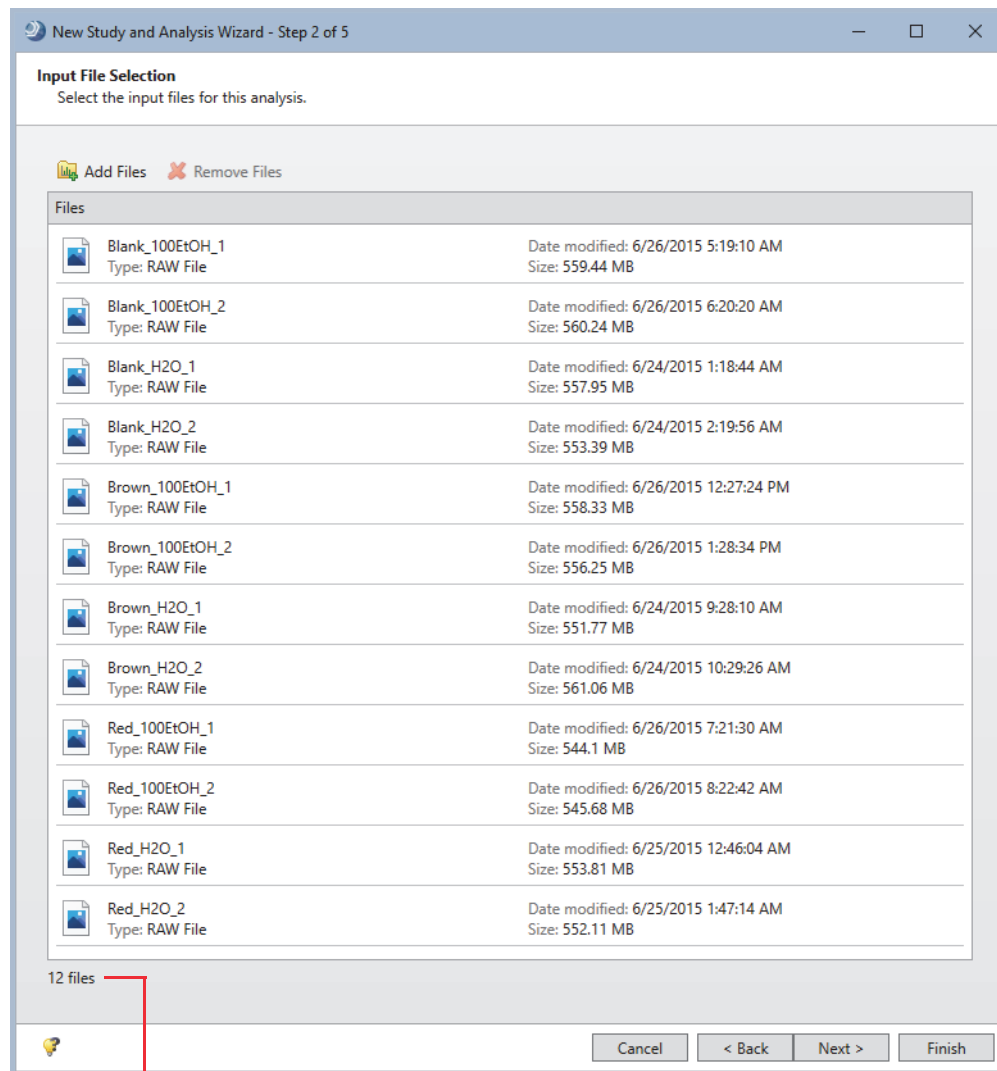 New Study and Analysis Wizard - Step 2 of 5
Input File Selection
Select the input files for this analysis.
Add Files Remove Files
Files
Blank_100EtOH_1 Date modified: 6/26/2015 5:19:10 AM
Type: RAW File Size: 559.44 MB
Blank_100EtOH_2 Date modified: 6/26/2015 6:20:20 AM
Type: RAW File Size: 560.24 MB
Blank_H2O_1 Date modified: 6/24/2015 1:18:44 AM
Type: RAW File Size: 557.95 MB
Blank_H2O_2 Date modified: 6/24/2015 2:19:56 AM
Type: RAW File Size: 553.39 MB
Brown_100EtOH_1 Date modified: 6/26/2015 12:27:24 PM
Type: RAW File Size: 558.33 MB
Brown_100EtOH_2 Date modified: 6/26/2015 1:28:34 PM
Type: RAW File Size: 556.25 MB
Brown_H2O_1 Date modified: 6/24/2015 9:28:10 AM
Type: RAW File Size: 551.77 MB
Brown_H2O_2 Date modified: 6/24/2015 10:29:26 AM
Type: RAW File Size: 561.06 MB
Red_100EtOH_1 Date modified: 6/26/2015 7:21:30 AM
Type: RAW File Size: 544.1 MB
Red_100EtOH_2 Date modified: 6/26/2015 8:22:42 AM
Type: RAW File Size: 545.68 MB
Red_H2O_1 Date modified: 6/25/2015 12:46:04 AM
Type: RAW File Size: 553.81 MB
Red_H2O_2 Date modified: 6/25/2015 1:47:14 AM
Type: RAW File Size: 552.11 MB
12 files
Cancel < Back Next > Finish